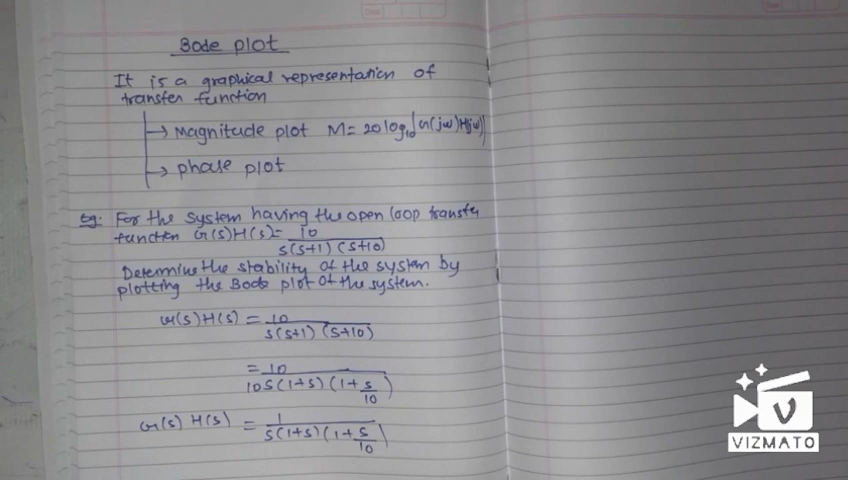 Bode plot
It is a graphical representation of
transfer function
→ Magnitude plot M = 20 log₁₀ |G(jω)H(jω)|
→ phase plot
Eg: For the system having the open loop transfer
function G(s)H(s) = 10
s(s+1) (s+10)
Determine the stability of the system by
plotting the Bode plot of the system.
G(s)H(s) = 10
s(s+1) (s+10)
= 10
10s(1+s) (1+s/10)
G(s) H(s) = 1
s(1+s) (1+s/10)
V
VIZMATO